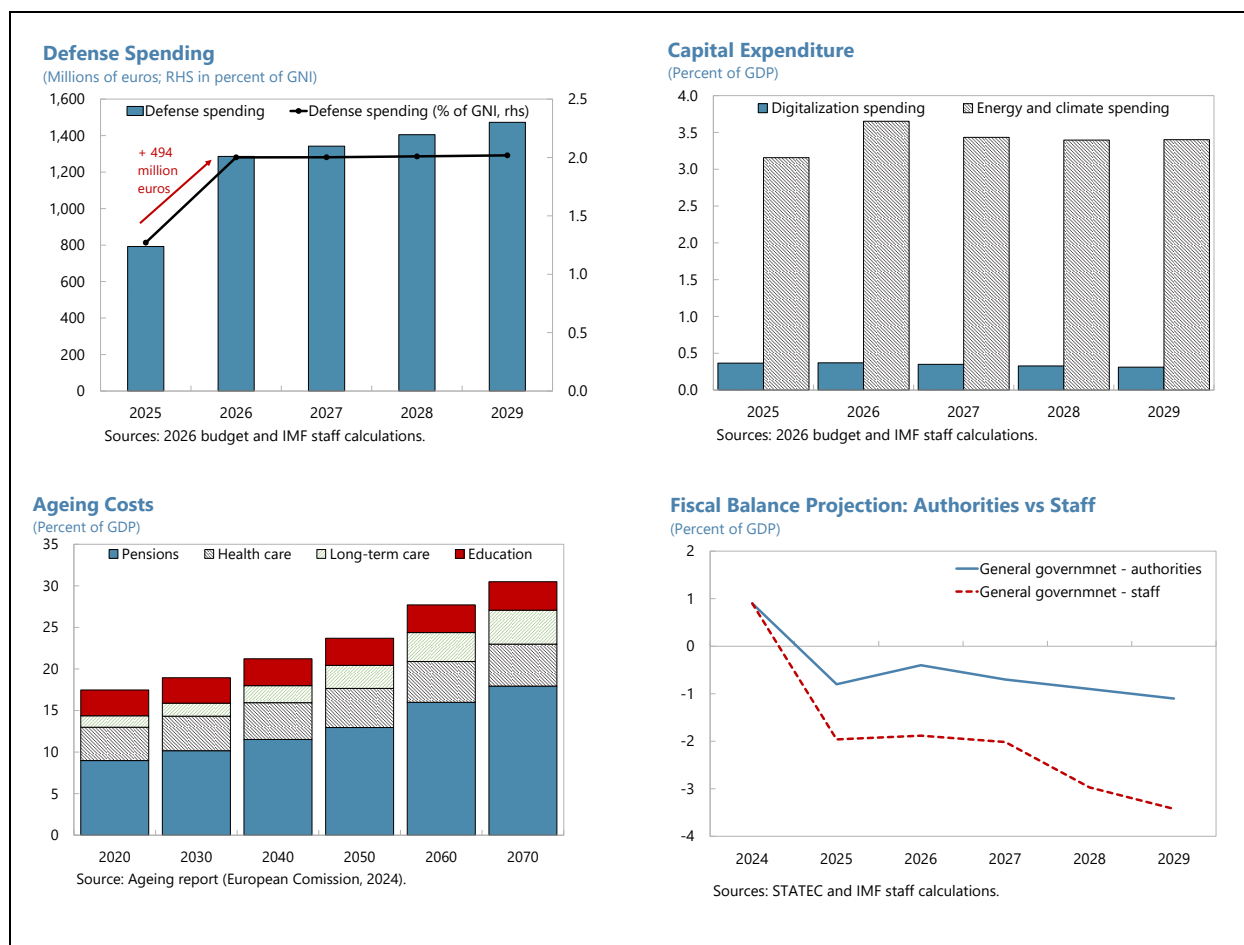 Defense Spending
(Millions of euros; RHS in percent of GNI)
Defense spending
Defense spending (% of GNI, rhs)
+ 494
million
euros
1,600
1,400
1,200
1,000
800
600
400
200
0
2.5
2.0
1.5
1.0
0.5
0.0
2025 2026 2027 2028 2029
Sources: 2026 budget and IMF staff calculations.
Capital Expenditure
(Percent of GDP)
Digitalization spending
Energy and climate spending
4.0
3.5
3.0
2.5
2.0
1.5
1.0
0.5
0.0
2025 2026 2027 2028 2029
Sources: 2026 budget and IMF staff calculations.
Ageing Costs
(Percent of GDP)
Pensions Health care Long-term care Education
35
30
25
20
15
10
5
0
2020 2030 2040 2050 2060 2070
Source: Ageing report (European Comission, 2024).
Fiscal Balance Projection: Authorities vs Staff
(Percent of GDP)
General governmnet - authorities
General governmnet - staff
2
1
0
-1
-2
-3
-4
2024 2025 2026 2027 2028 2029
Sources: STATEC and IMF staff calculations.